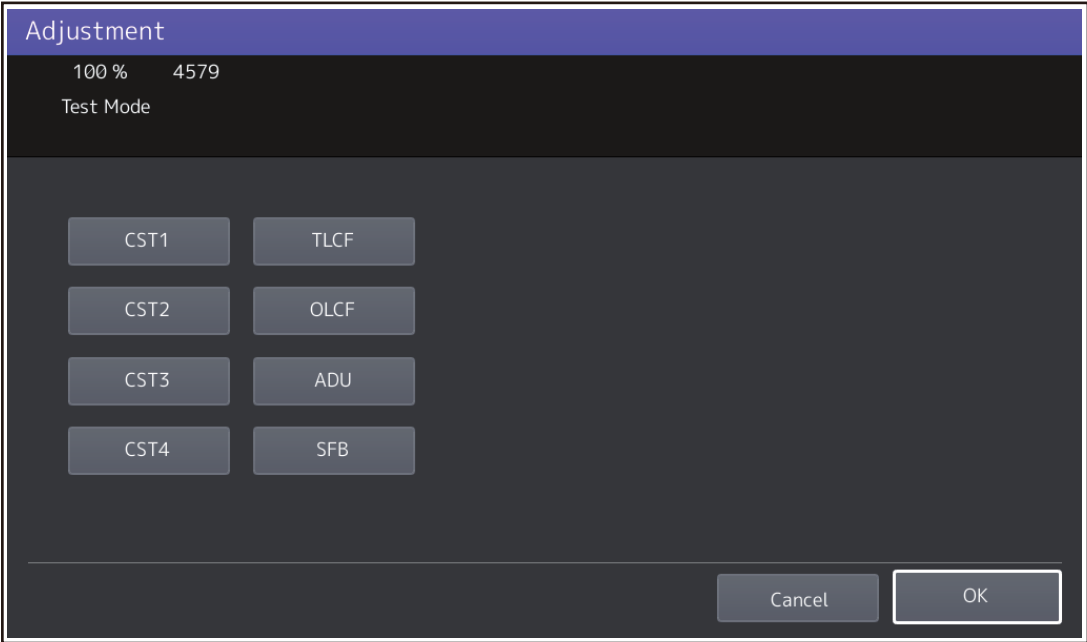 Adjustment
100 % 4579
Test Mode
CST1 TLCF
CST2 OLCF
CST3 ADU
CST4 SFB
Cancel OK